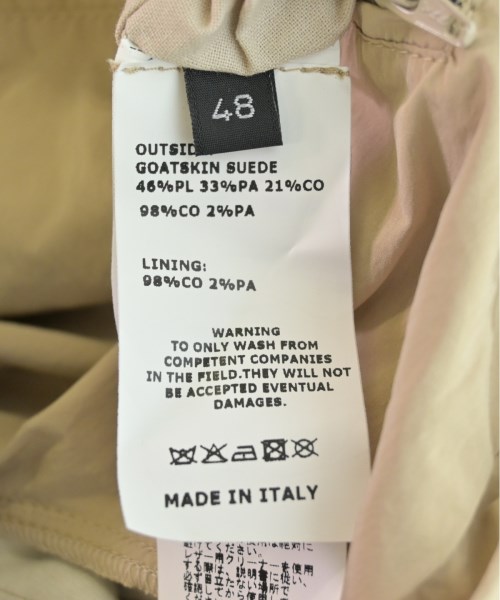 48
OUTSID
GOATSKIN SUEDE
46%PL 33%PA 21%CO
98%CO 2%PA
LINING:
98%CO 2%PA
WARNING
TO ONLY WASH FROM
COMPETENT COMPANIES
IN THE FIELD.THEY WILL NOT
BE ACCEPTED EVENTUAL
DAMAGES.
MADE IN ITALY